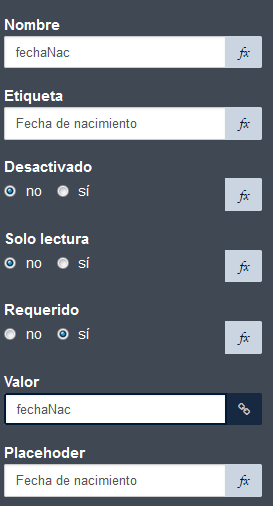 Nombre
fechaNac fx
Etiqueta
Fecha de nacimiento fx
Desactivado
no sí fx
Solo lectura
no sí fx
Requerido
no sí fx
Valor
fechaNac
Placehoder
Fecha de nacimiento fx